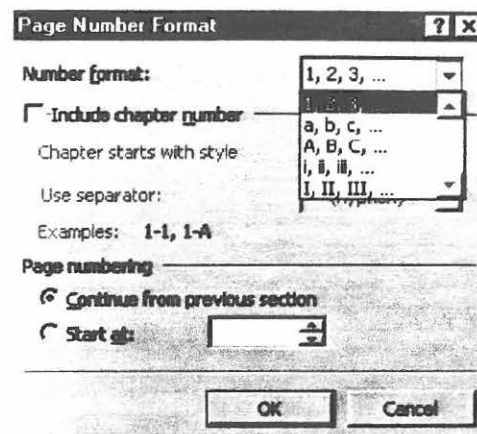 Page Number Format ? X
Number format: 1, 2, 3, ...
1, 2, 3, ...
Include chapter number
a, b, c, ...
A, B, C, ...
Chapter starts with style
i, ii, iii, ...
I, II, III, ...
Use separator:
Examples: 1-1, 1-A
Page numbering
Continue from previous section
Start at:
OK Cancel